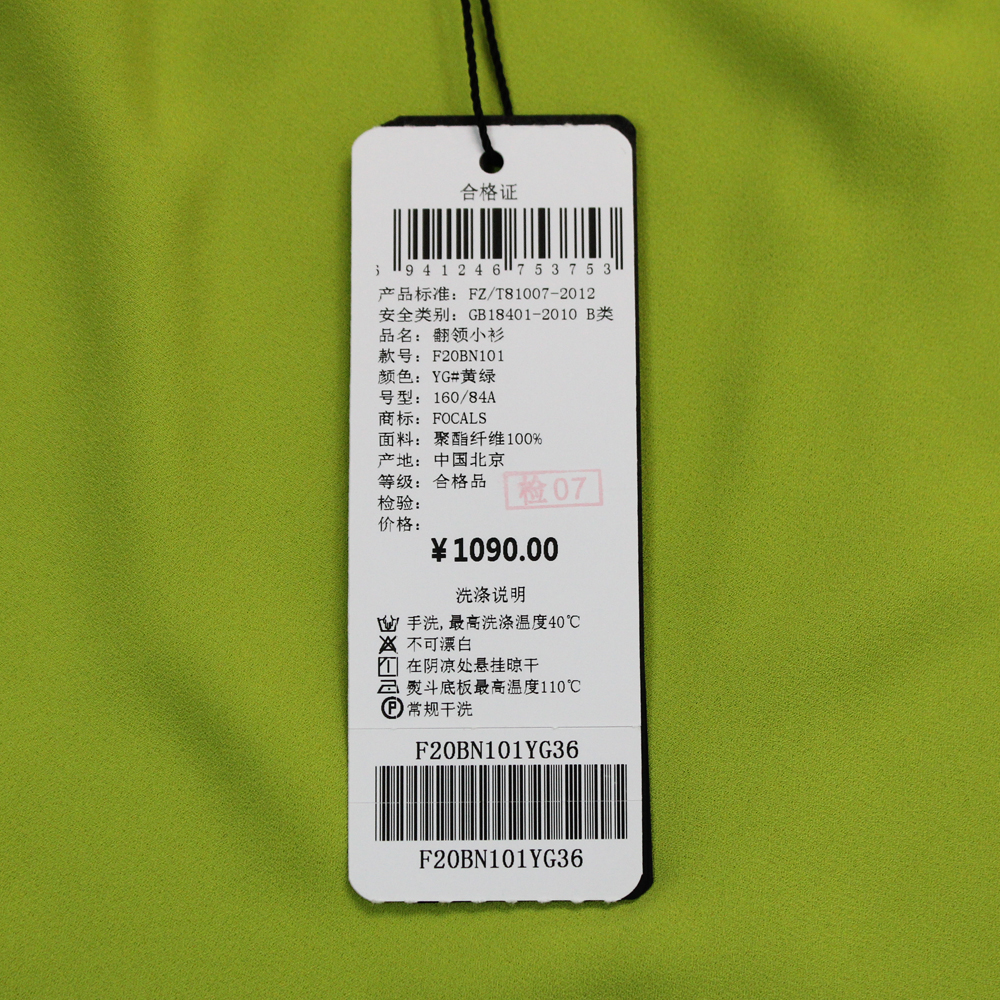 合格证
6 941246 753753
产品标准：FZ/T81007-2012
安全类别：GB18401-2010 B类
品名：翻领小衫
款号：F20BN101
颜色：YG#黄绿
号型：160/84A
商标：FOCALS
面料：聚酯纤维100%
产地：中国北京
等级：合格品
检验：
检07
价格：
¥1090.00
洗涤说明
手洗,最高洗涤温度40℃
不可漂白
在阴凉处悬挂晾干
熨斗底板最高温度110℃
P 常规干洗
F20BN101YG36
F20BN101YG36